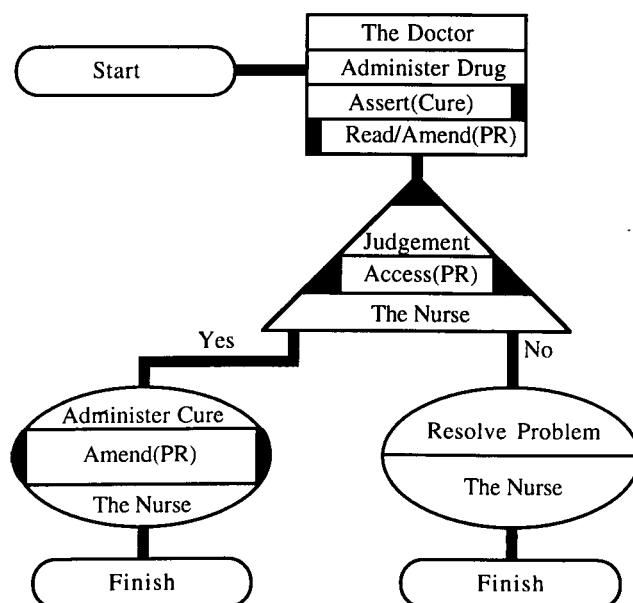 Start
The Doctor
Administer Drug
Assert(Cure)
Read/Amend(PR)
Judgement
Access(PR)
The Nurse
Yes
No
Administer Cure
Amend(PR)
The Nurse
Finish
Resolve Problem
The Nurse
Finish